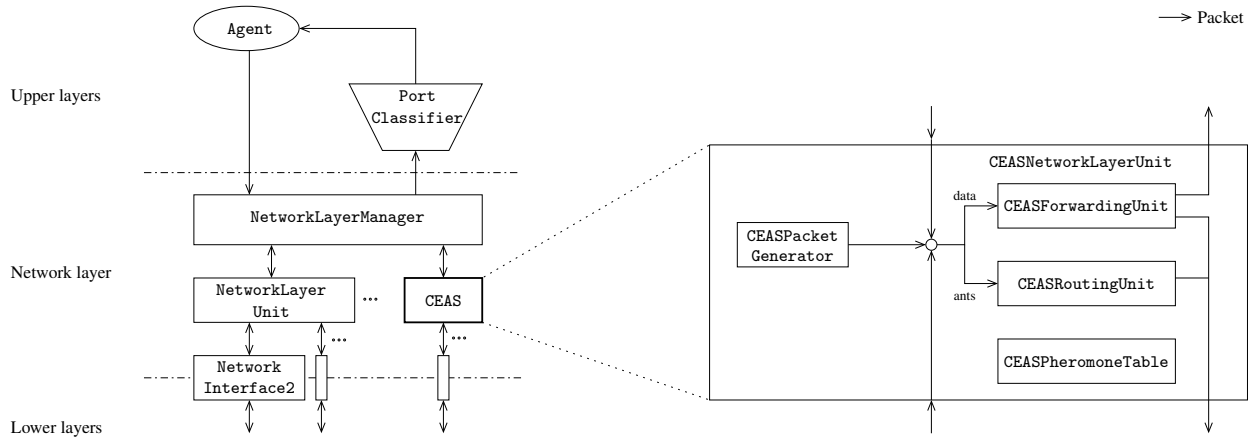 Agent
Packet
Upper layers
Port
Classifier
CEASNetworkLayerUnit
data
CEASForwardingUnit
NetworkLayerManager
CEASPacket
Generator
Network layer
NetworkLayer
Unit
...
CEAS
CEASRoutingUnit
ants
...
...
Network
Interface2
CEASPheromoneTable
Lower layers